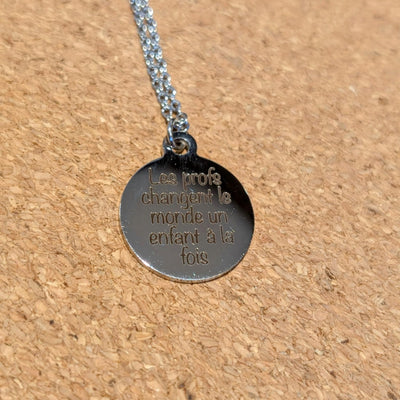 Les profs
changent le
monde un
enfant à la
fois